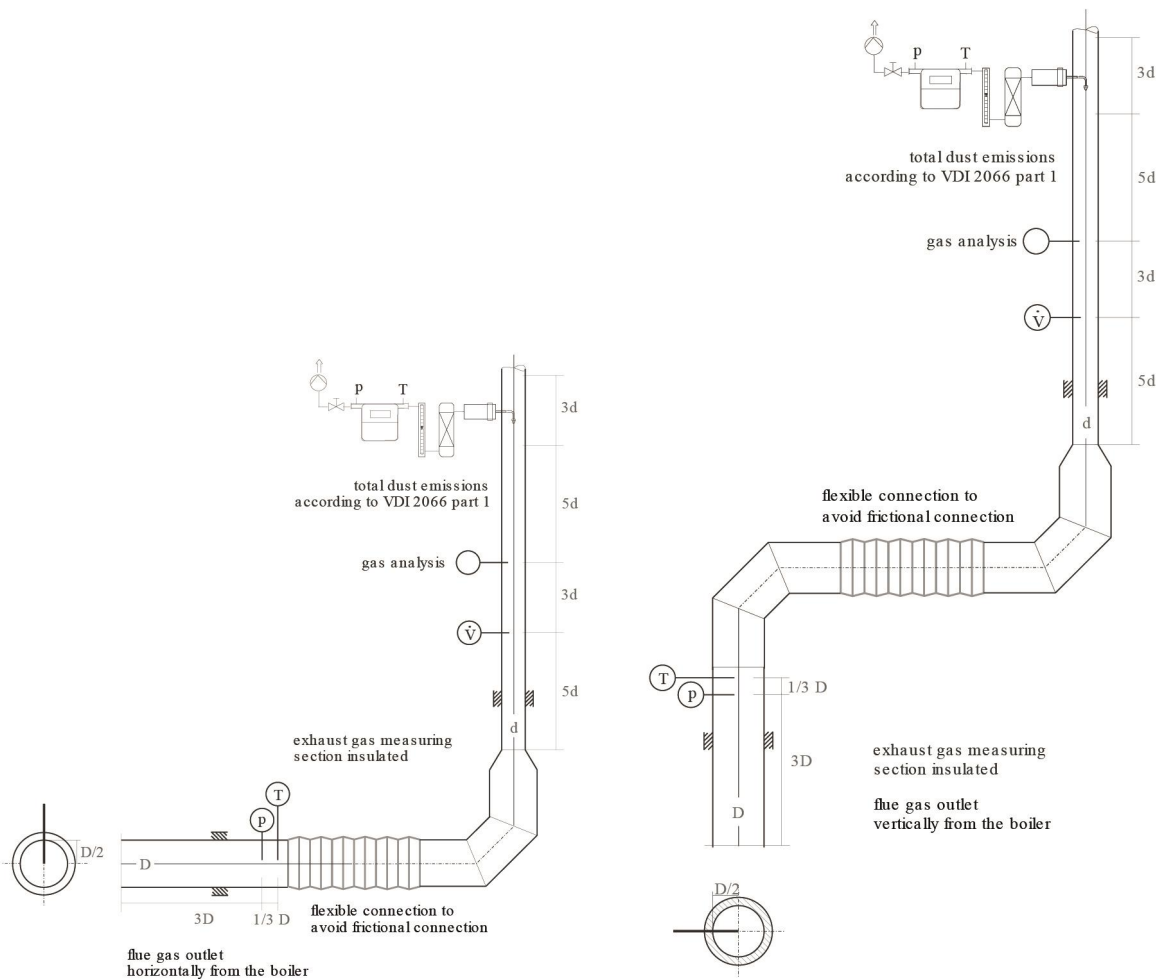 p T
3d
total dust emissions
according to VDI 2066 part 1
5d
gas analysis
3d
V̇
5d
d
exhaust gas measuring
section insulated
T
p
D/2
D
3D 1/3 D
flexible connection to
avoid frictional connection
flue gas outlet
horizontally from the boiler
p T
3d
total dust emissions
according to VDI 2066 part 1
5d
gas analysis
3d
V̇
5d
d
flexible connection to
avoid frictional connection
T
p
1/3 D
3D
D
exhaust gas measuring
section insulated
flue gas outlet
vertically from the boiler
D/2